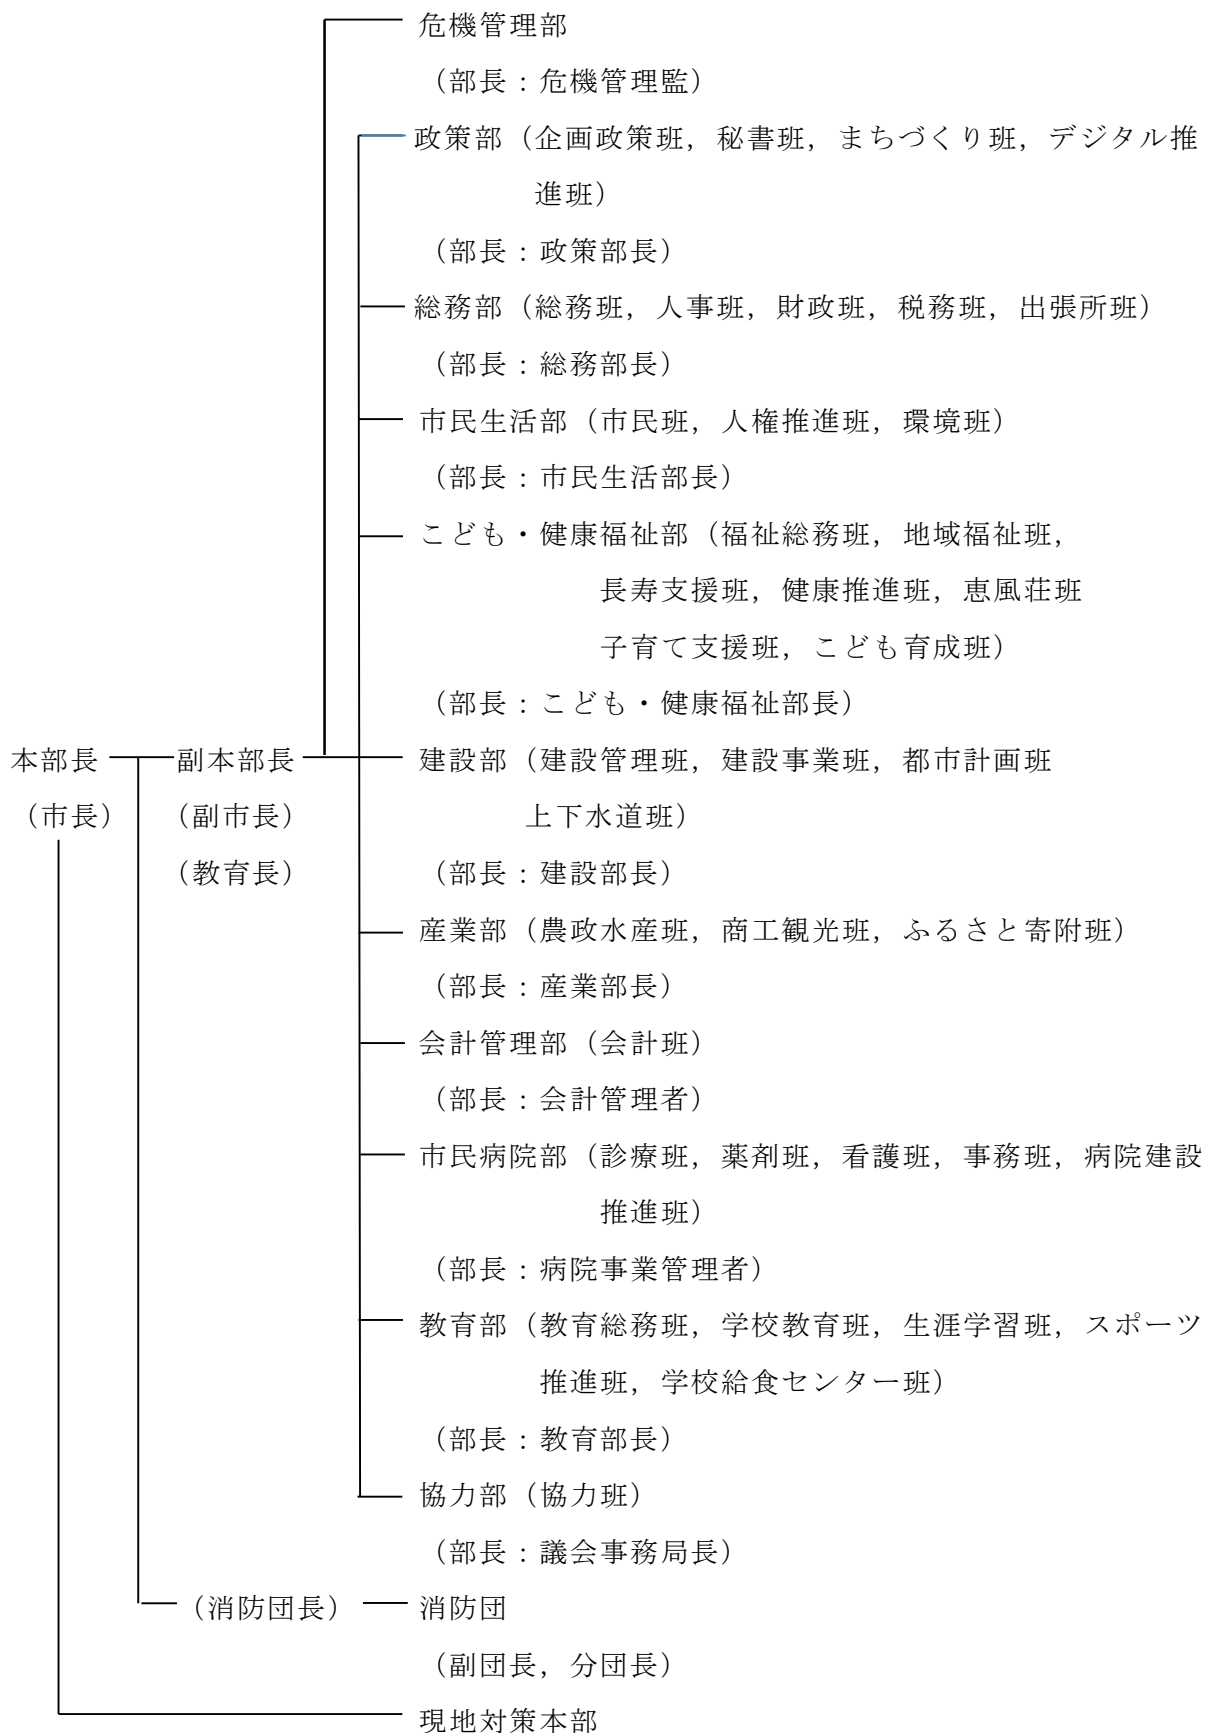 危機管理部
（部長：危機管理監）
政策部（企画政策班，秘書班，まちづくり班，デジタル推
進班）
（部長：政策部長）
総務部（総務班，人事班，財政班，税務班，出張所班）
（部長：総務部長）
市民生活部（市民班，人権推進班，環境班）
（部長：市民生活部長）
こども・健康福祉部（福祉総務班，地域福祉班，
長寿支援班，健康推進班，恵風荘班
子育て支援班，こども育成班）
（部長：こども・健康福祉部長）
本部長 副本部長 建設部（建設管理班，建設事業班，都市計画班
（市長） （副市長） 上下水道班）
（教育長） （部長：建設部長）
産業部（農政水産班，商工観光班，ふるさと寄附班）
（部長：産業部長）
会計管理部（会計班）
（部長：会計管理者）
市民病院部（診療班，薬剤班，看護班，事務班，病院建設
推進班）
（部長：病院事業管理者）
教育部（教育総務班，学校教育班，生涯学習班，スポーツ
推進班，学校給食センター班）
（部長：教育部長）
協力部（協力班）
（部長：議会事務局長）
（消防団長） 消防団
（副団長，分団長）
現地対策本部